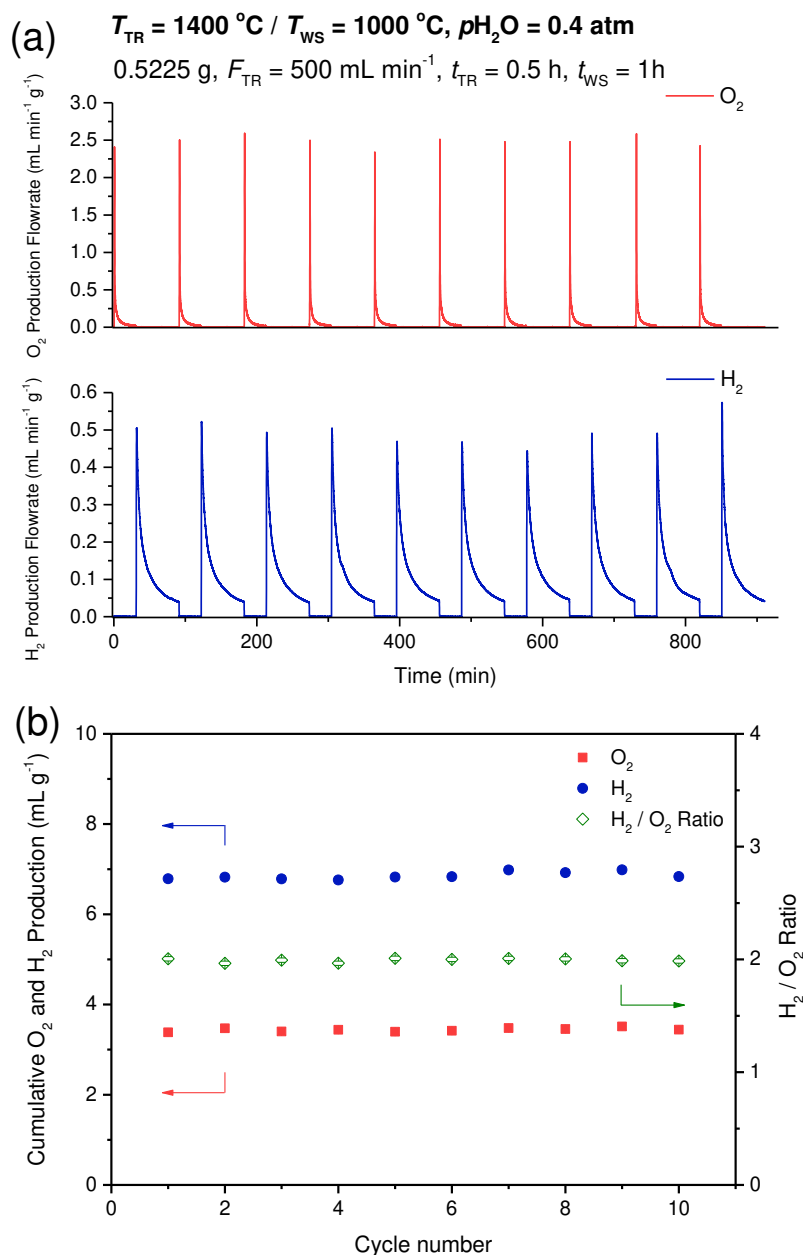 (a)
T_TR = 1400 °C / T_WS = 1000 °C, pH₂O = 0.4 atm
0.5225 g, F_TR = 500 mL min⁻¹, t_TR = 0.5 h, t_WS = 1h
O₂ Production Flowrate (mL min⁻¹ g⁻¹)
3.0
2.5
2.0
1.5
1.0
0.5
0.0
O₂
H₂ Production Flowrate (mL min⁻¹ g⁻¹)
0.6
0.5
0.4
0.3
0.2
0.1
0.0
H₂
0 200 400 600 800
Time (min)
(b)
Cumulative O₂ and H₂ Production (mL g⁻¹)
10
8
6
4
2
0
O₂
H₂
H₂ / O₂ Ratio
4
3
2
1
0
H₂ / O₂ Ratio
0 2 4 6 8 10
Cycle number